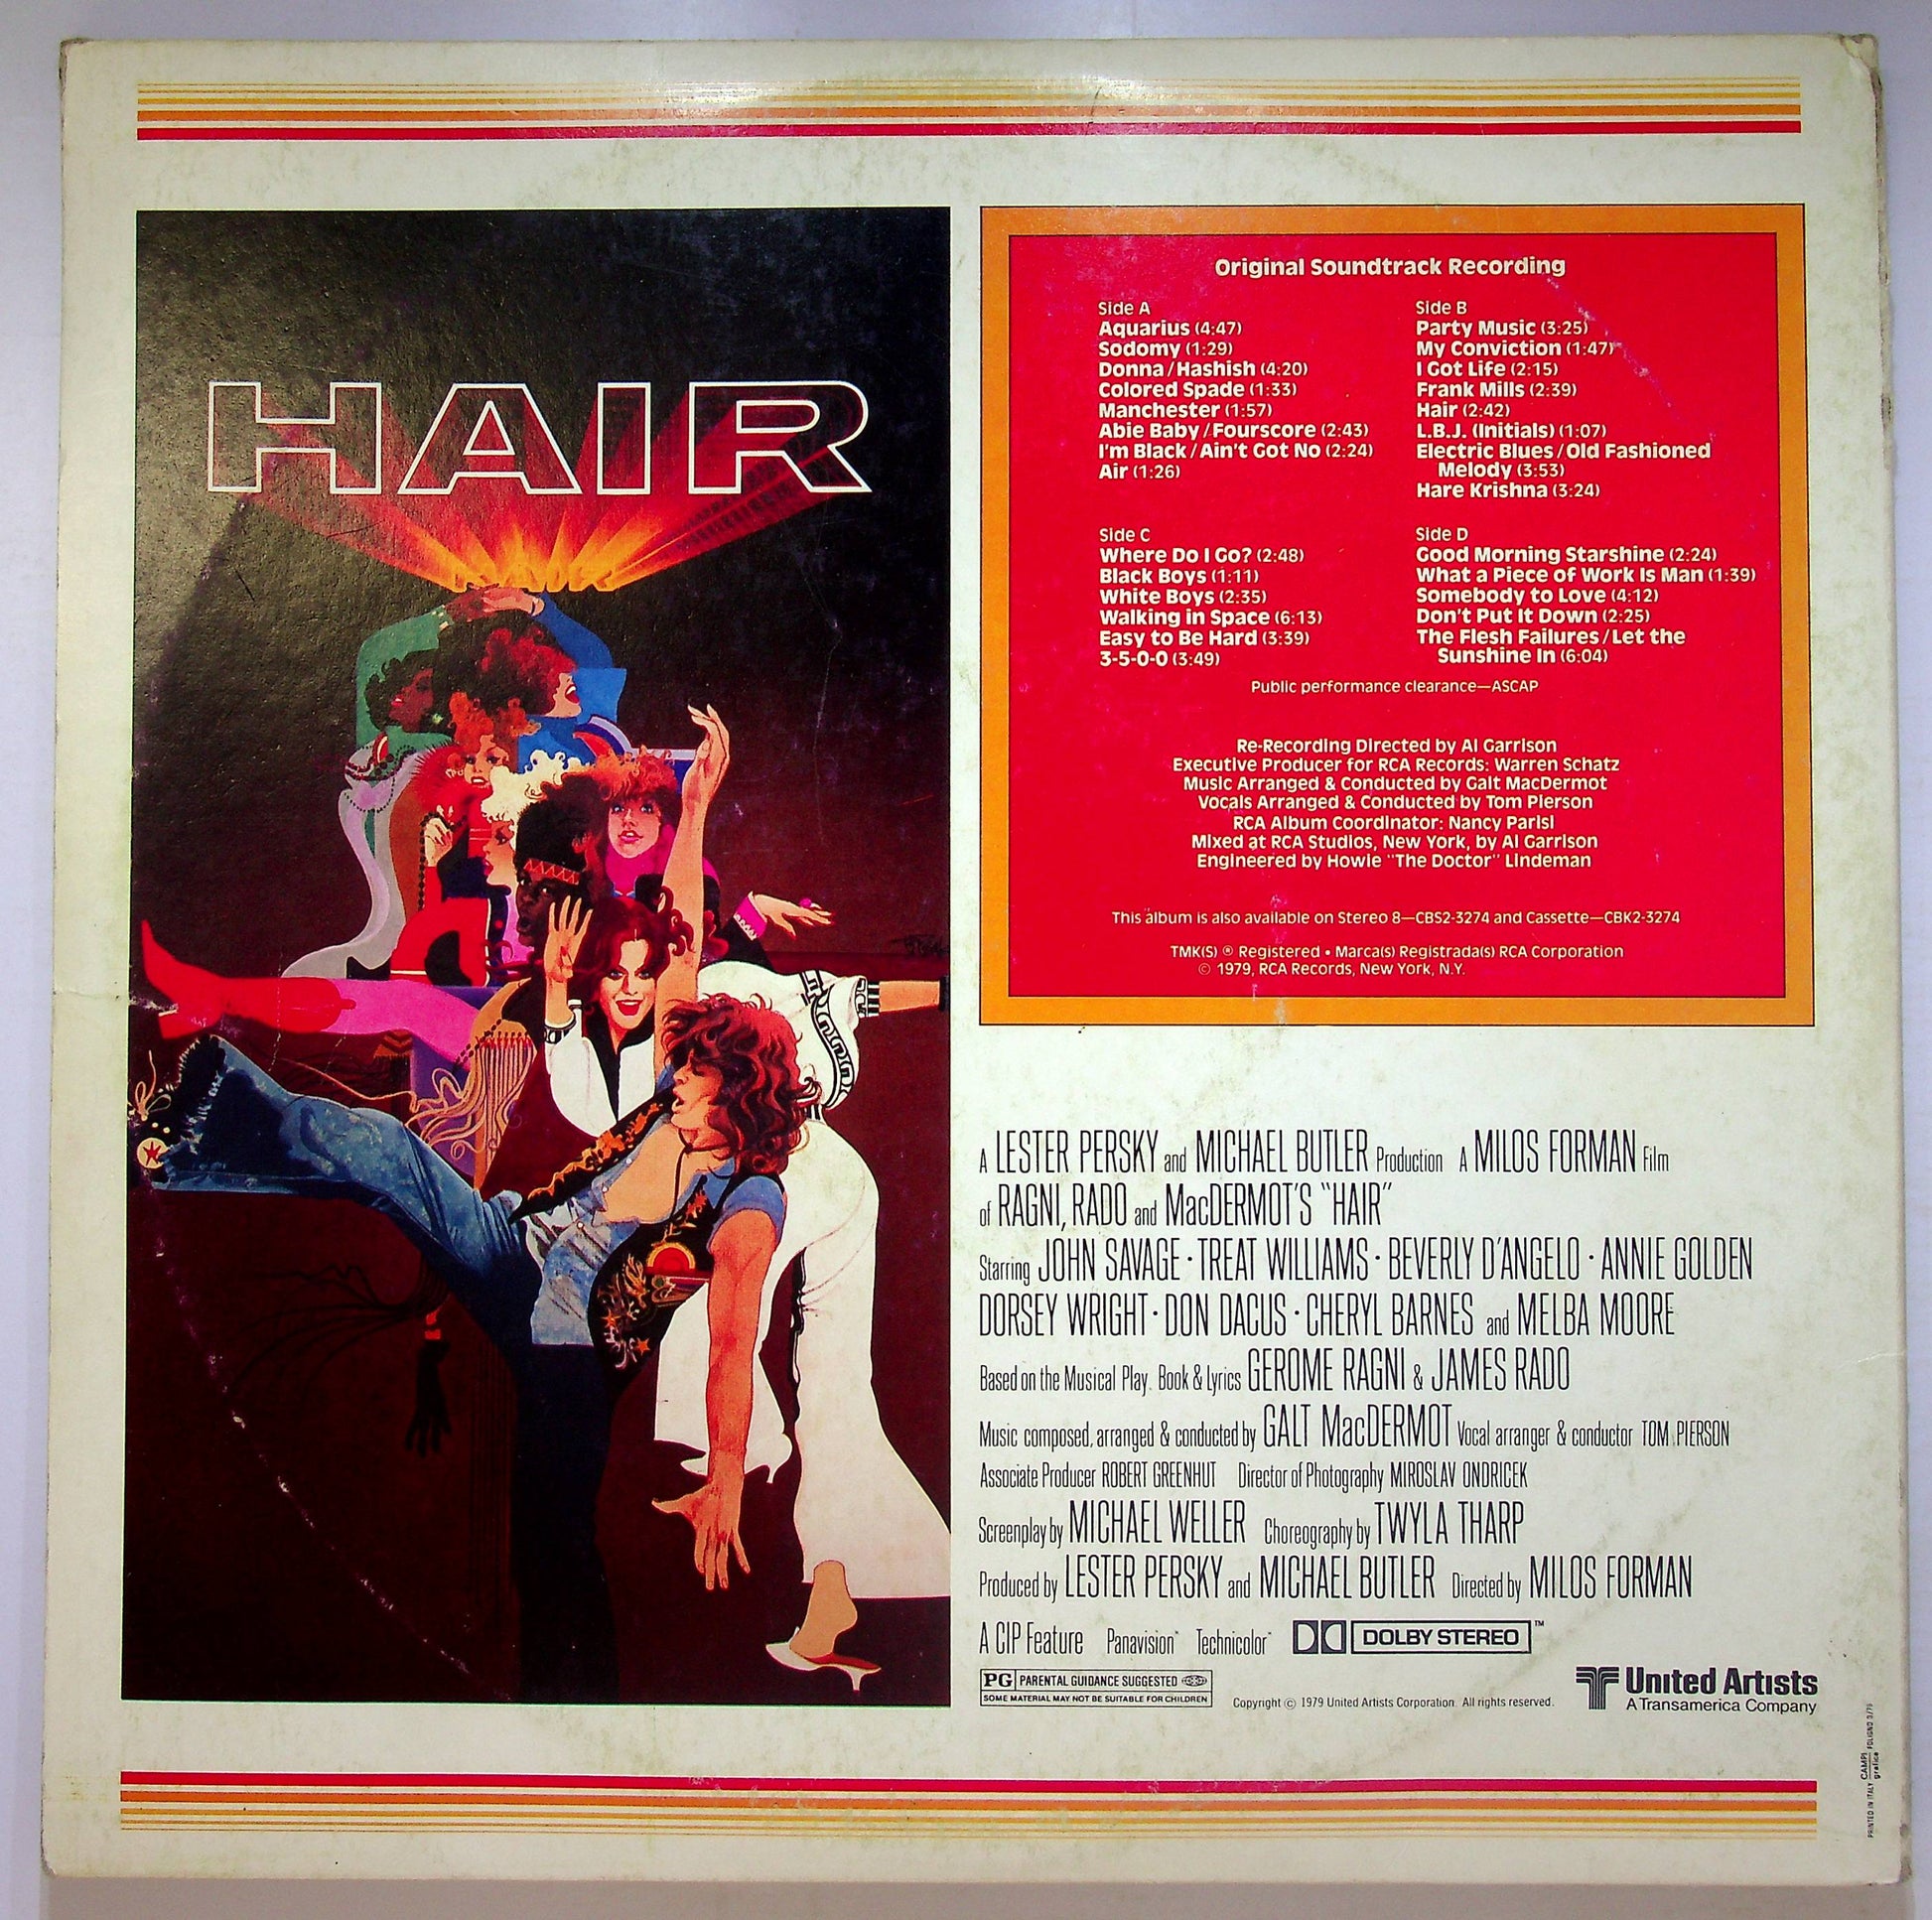 HAIR
Original Soundtrack Recording
Side A
Aquarius (4:47)
Sodomy (1:29)
Donna/Hashish (4:20)
Colored Spade (1:33)
Manchester (1:57)
Abie Baby/Fourscore (2:43)
I'm Black/Ain't Got No (2:24)
Air (1:26)
Side B
Party Music (3:25)
My Conviction (1:47)
I Got Life (2:15)
Frank Mills (2:39)
Hair (2:42)
L.B.J. (Initials) (1:07)
Electric Blues/Old Fashioned
Melody (3:53)
Hare Krishna (3:24)
Side C
Where Do I Go? (2:48)
Black Boys (1:11)
White Boys (2:35)
Walking in Space (6:13)
Easy to Be Hard (3:39)
3-5-0-0 (3:49)
Side D
Good Morning Starshine (2:24)
What a Piece of Work Is Man (1:39)
Somebody to Love (4:12)
Don't Put It Down (2:25)
The Flesh Failures/Let the
Sunshine In (6:04)
Public performance clearance—ASCAP
Re-Recording Directed by Al Garrison
Executive Producer for RCA Records: Warren Schatz
Music Arranged & Conducted by Galt MacDermot
Vocals Arranged & Conducted by Tom Pierson
RCA Album Coordinator: Nancy Parisi
Mixed at RCA Studios, New York, by Al Garrison
Engineered by Howie "The Doctor" Lindeman
This album is also available on Stereo 8—CBS2-3274 and Cassette—CBK2-3274
TMK(S) ® Registered • Marca(s) Registrada(s) RCA Corporation
© 1979, RCA Records, New York, N.Y.
A LESTER PERSKY and MICHAEL BUTLER Production A MILOS FORMAN Film
of RAGNI, RADO and MacDERMOT'S "HAIR"
Starring JOHN SAVAGE · TREAT WILLIAMS · BEVERLY D'ANGELO · ANNIE GOLDEN
DORSEY WRIGHT · DON DACUS · CHERYL BARNES and MELBA MOORE
Based on the Musical Play. Book & Lyrics GEROME RAGNI & JAMES RADO
Music composed, arranged & conducted by GALT MacDERMOT Vocal arranger & conductor TOM PIERSON
Associate Producer ROBERT GREENHUT Director of Photography MIROSLAV ONDRICEK
Screenplay by MICHAEL WELLER Choreography by TWYLA THARP
Produced by LESTER PERSKY and MICHAEL BUTLER Directed by MILOS FORMAN
A CIP Feature Panavision® Technicolor® DOLBY STEREO™
PG PARENTAL GUIDANCE SUGGESTED
SOME MATERIAL MAY NOT BE SUITABLE FOR CHILDREN
Copyright © 1979 United Artists Corporation. All rights reserved.
United Artists
A Transamerica Company
PRINTED IN ITALY CAMPI grafica FOLIGNO 3/79